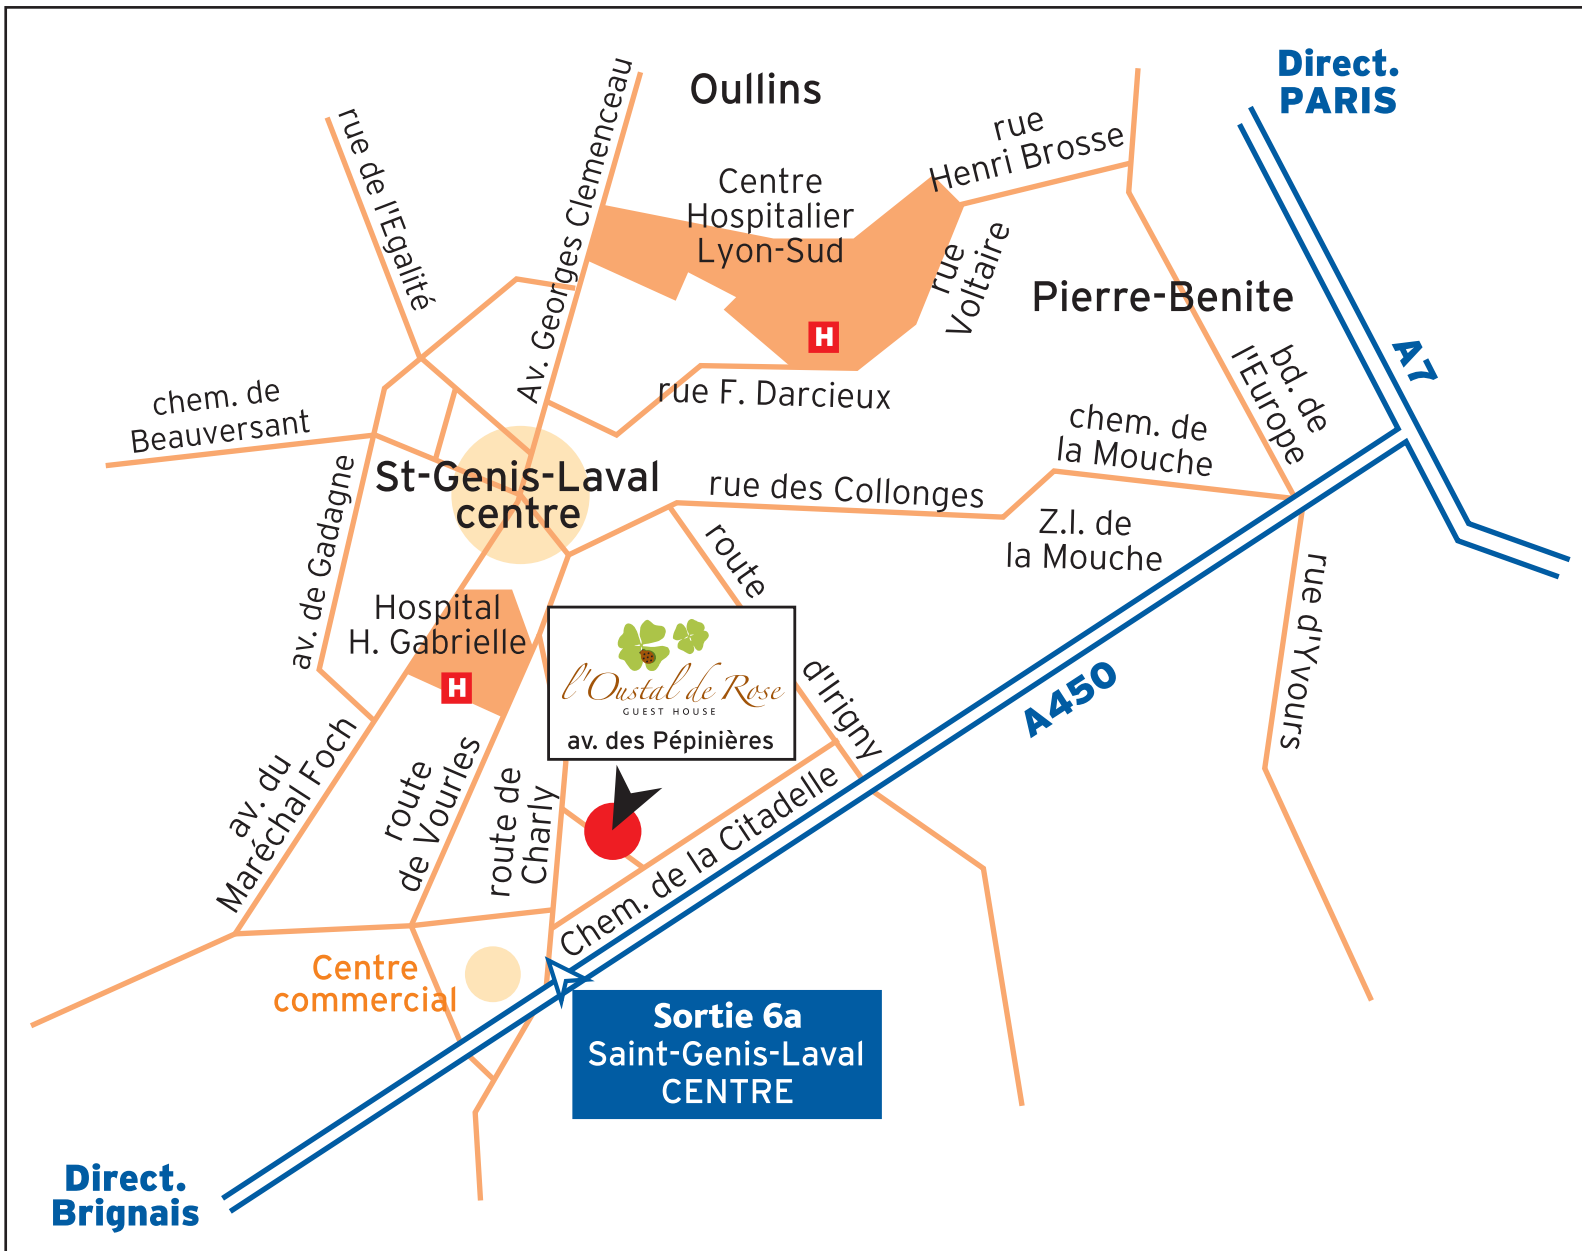 Direct.
PARIS
Oullins
rue
Henri Brosse
rue de l'Egalité
Av. Georges Clemenceau
Centre
Hospitalier
Lyon-Sud
rue
Voltaire
Pierre-Benite
H
A7
bd. de
l'Europe
chem. de
Beauversant
rue F. Darcieux
chem. de
la Mouche
St-Genis-Laval
centre
rue des Collonges
Z.I. de
la Mouche
av. de Gadagne
route
d'Irigny
rue d'Yvours
Hospital
H. Gabrielle
H
l'Oustal de Rose
GUEST HOUSE
av. des Pépinières
A450
av. du
Maréchal Foch
route
de Vourles
route de
Charly
Chem. de la Citadelle
Centre
commercial
Sortie 6a
Saint-Genis-Laval
CENTRE
Direct.
Brignais